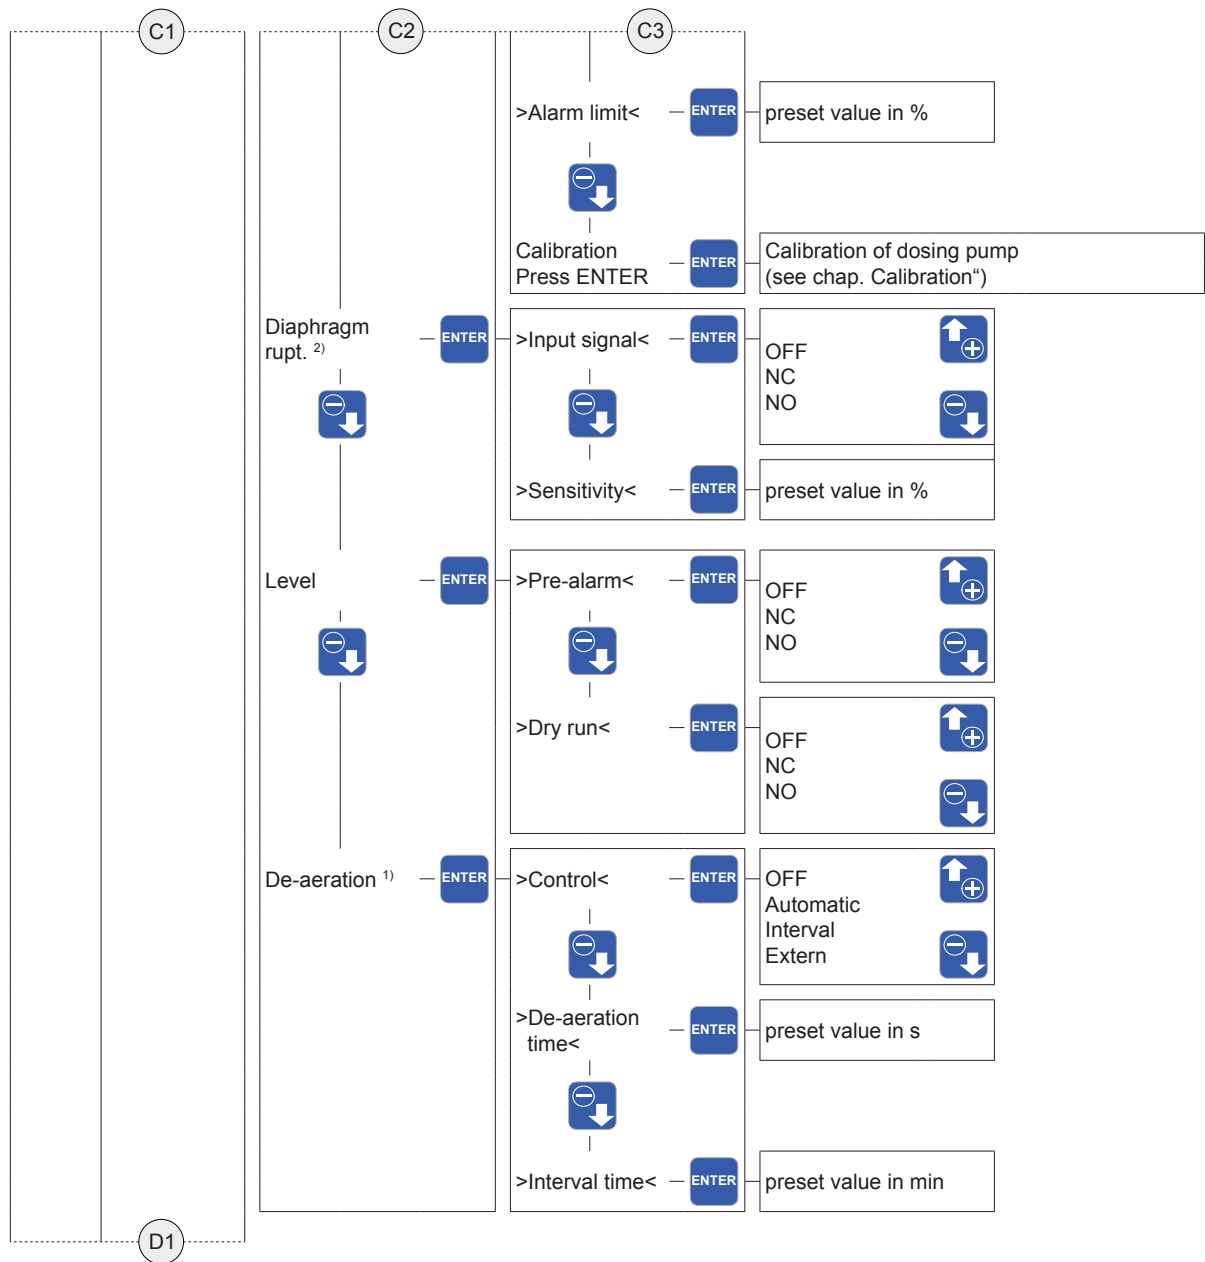 C1
C2
C3
>Alarm limit<
ENTER
preset value in %
Calibration
Press ENTER
ENTER
Calibration of dosing pump
(see chap. Calibration“)
Diaphragm
rupt. 2)
ENTER
>Input signal<
ENTER
OFF
NC
NO
>Sensitivity<
ENTER
preset value in %
Level
ENTER
>Pre-alarm<
ENTER
OFF
NC
NO
>Dry run<
ENTER
OFF
NC
NO
De-aeration 1)
ENTER
>Control<
ENTER
OFF
Automatic
Interval
Extern
>De-aeration
time<
ENTER
preset value in s
>Interval time<
ENTER
preset value in min
D1